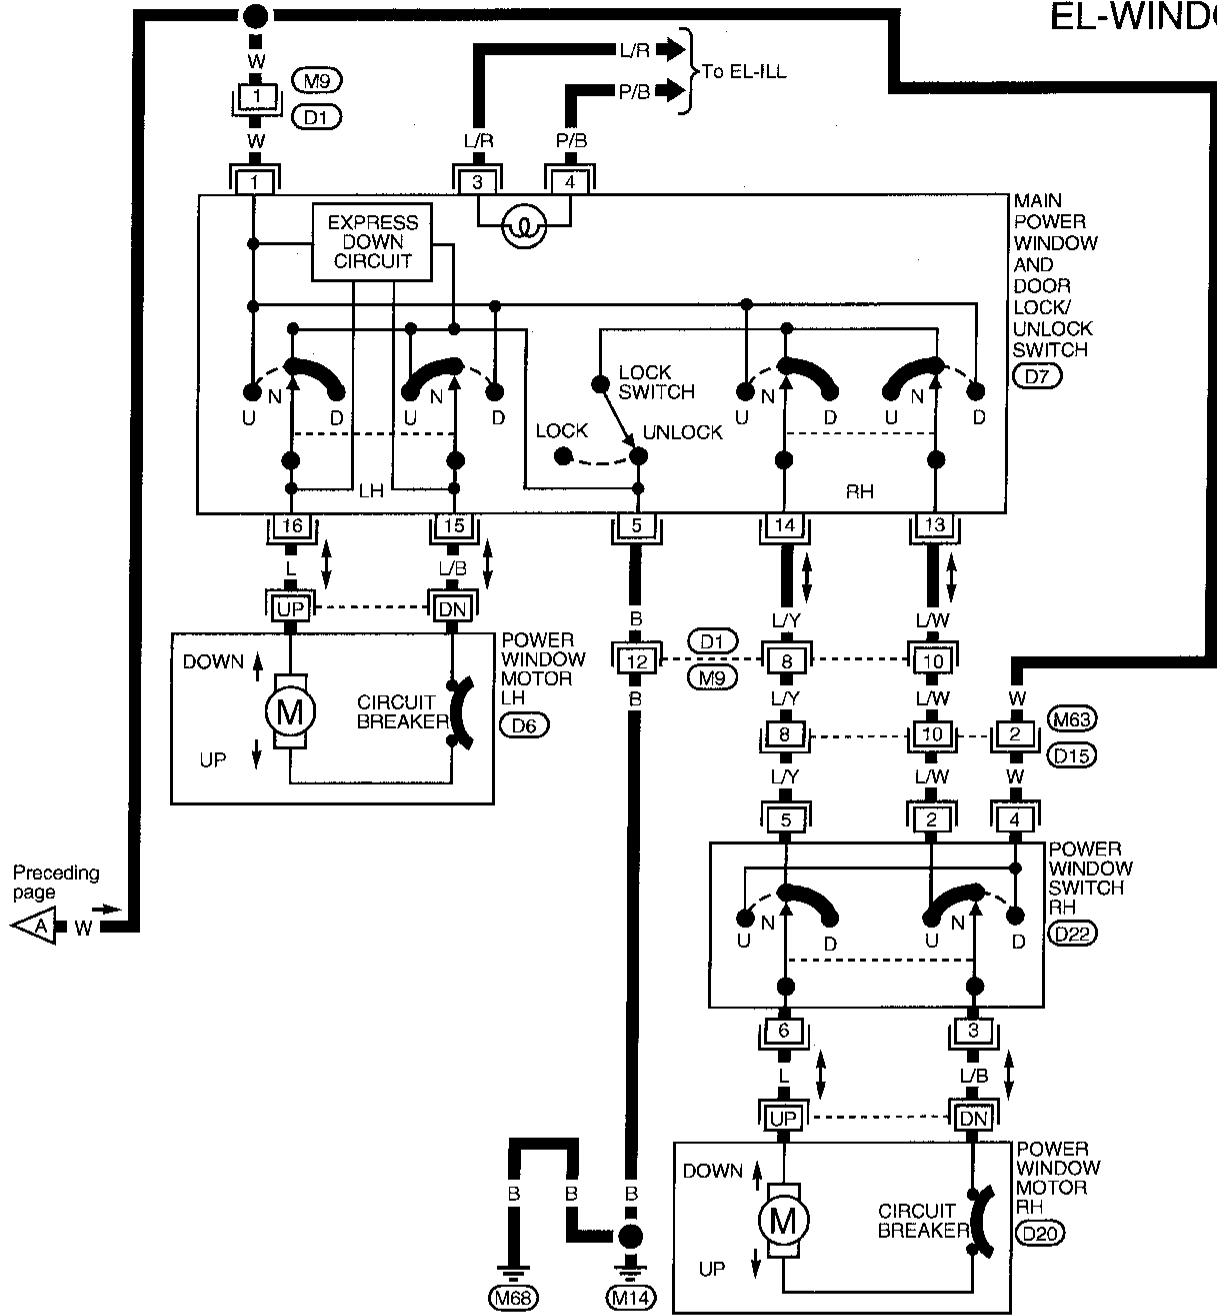 EL-WIND
W
M9
1
D1
W
1
L/R
P/B
To EL-ILL
L/R
P/B
3
4
EXPRESS
DOWN
CIRCUIT
MAIN
POWER
WINDOW
AND
DOOR
LOCK/
UNLOCK
SWITCH
D7
LOCK
SWITCH
LOCK
UNLOCK
U
N
D
U
N
D
U
N
D
U
N
D
LH
RH
16
15
5
14
13
L
L/B
UP
DN
B
L/Y
L/W
12
D1
M9
8
10
B
L/Y
L/W
W
POWER
WINDOW
MOTOR
LH
D6
DOWN
M
UP
CIRCUIT
BREAKER
8
10
2
M63
D15
L/Y
L/W
W
5
2
4
Preceding
page
A
W
POWER
WINDOW
SWITCH
RH
D22
U
N
D
U
N
D
6
3
L
L/B
UP
DN
B
B
B
M68
M14
DOWN
M
UP
CIRCUIT
BREAKER
POWER
WINDOW
MOTOR
RH
D20